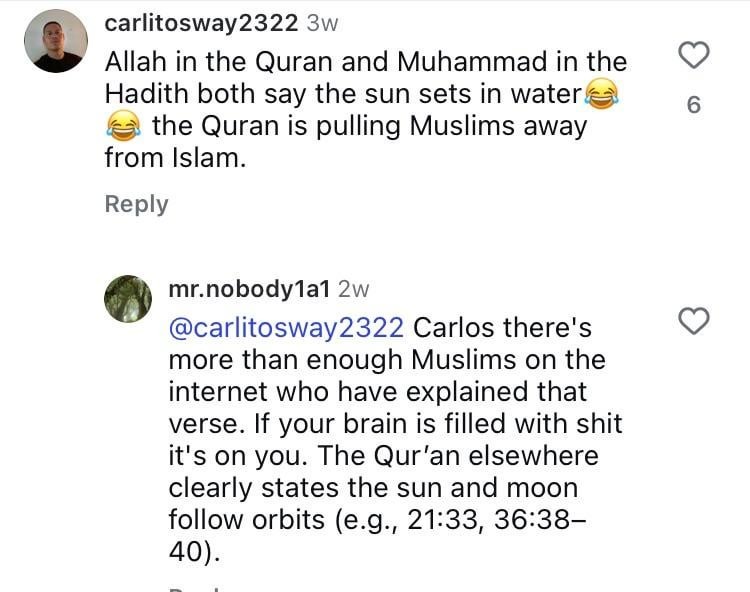 carlitosway2322 3w
Allah in the Quran and Muhammad in the
Hadith both say the sun sets in water😂
😂 the Quran is pulling Muslims away
from Islam.
6
Reply
mr.nobody1a1 2w
@carlitosway2322 Carlos there's
more than enough Muslims on the
internet who have explained that
verse. If your brain is filled with shit
it's on you. The Qur’an elsewhere
clearly states the sun and moon
follow orbits (e.g., 21:33, 36:38–
40).